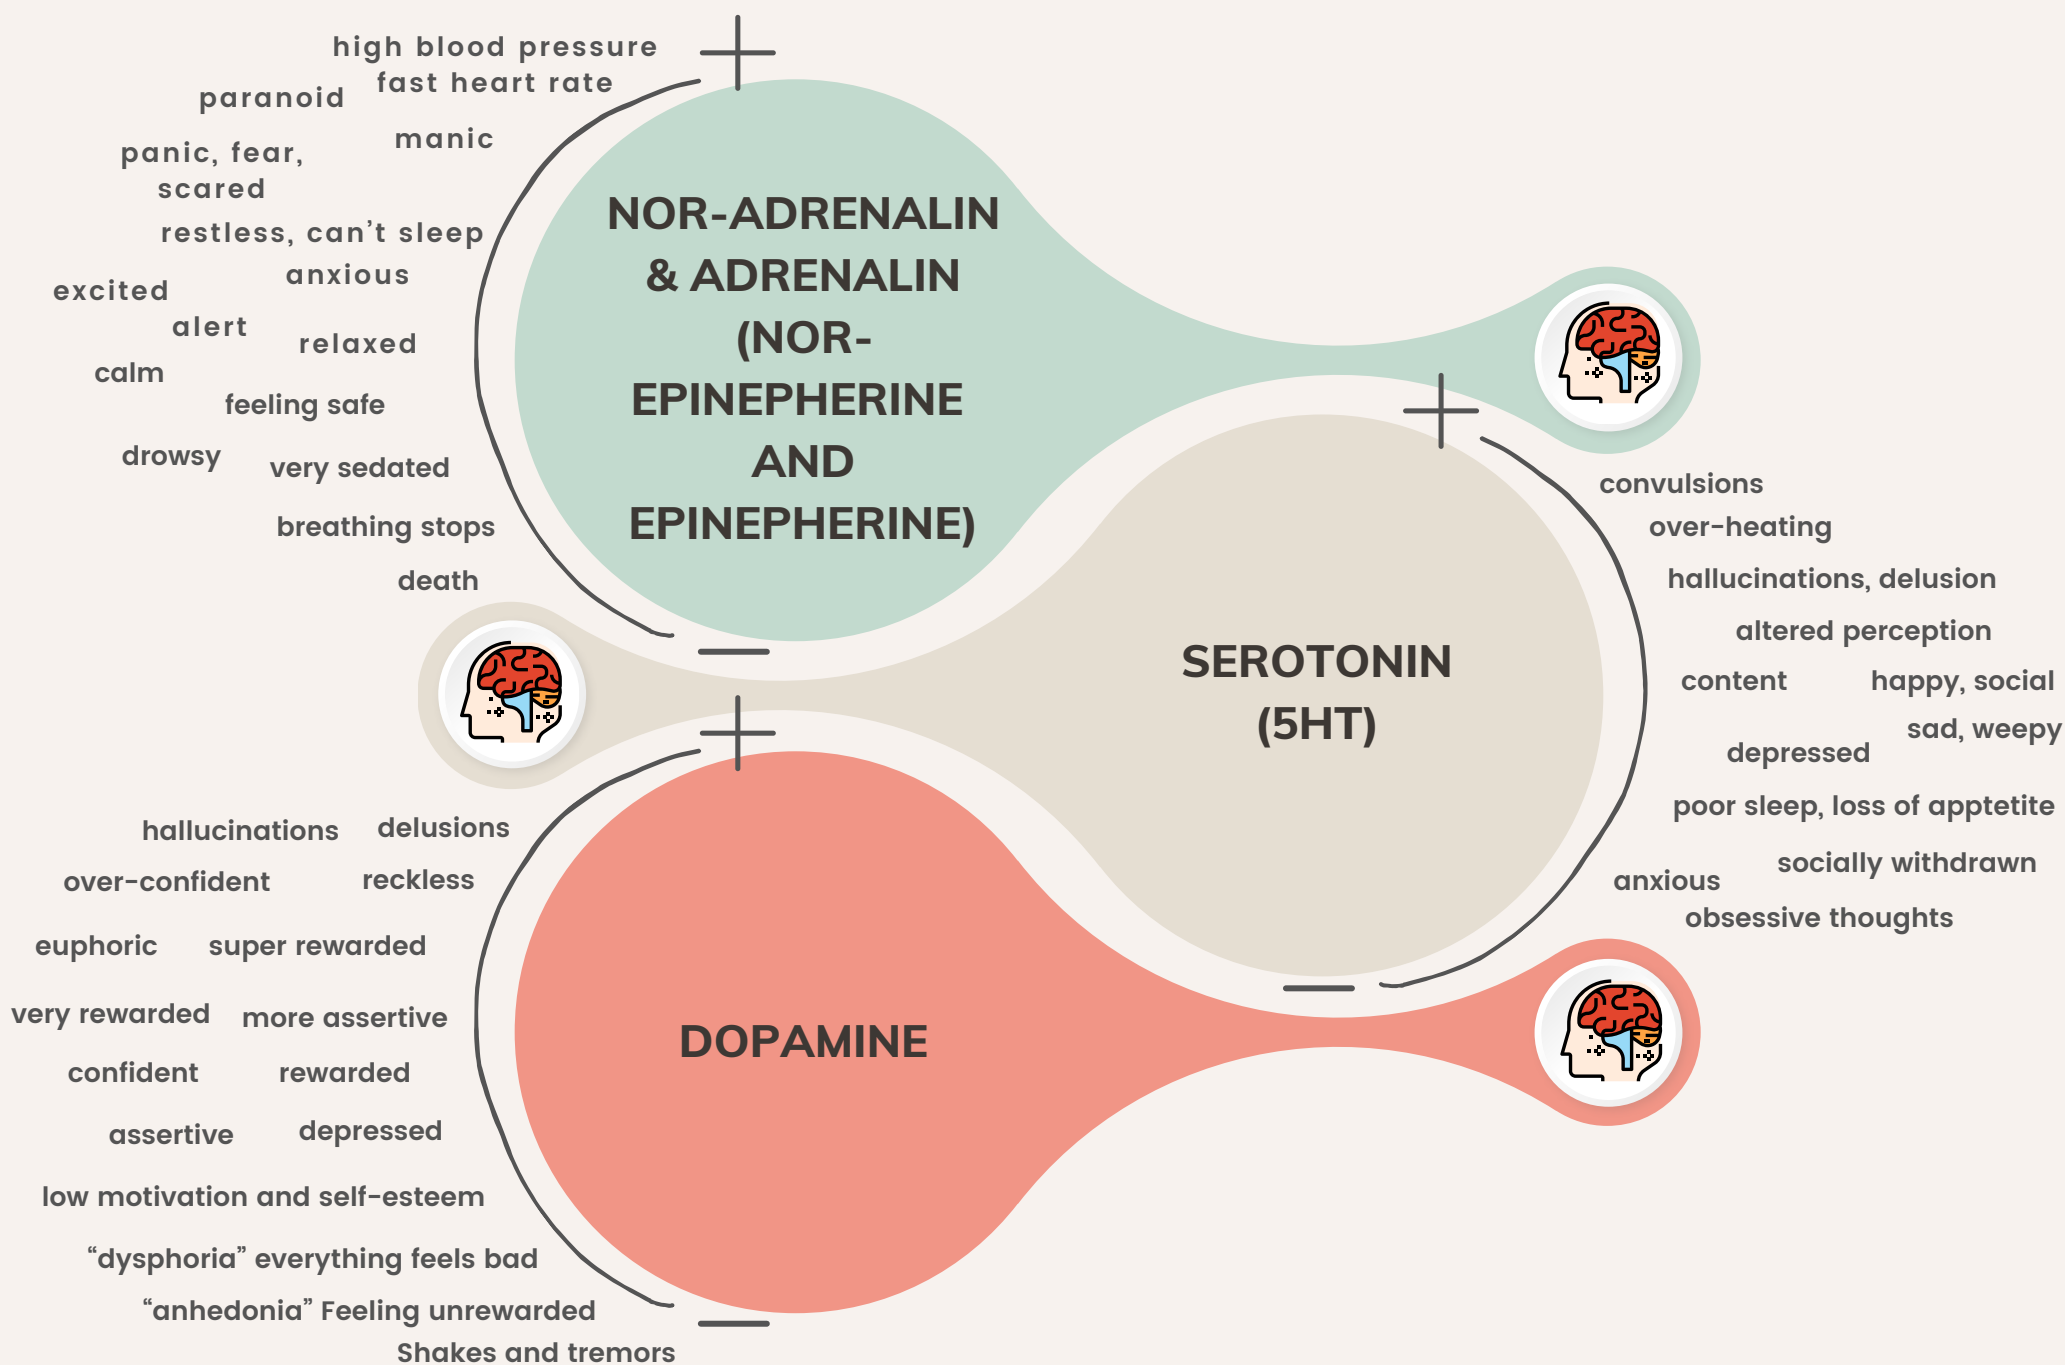 high blood pressure
fast heart rate
paranoid
manic
panic, fear,
scared
restless, can't sleep
anxious
excited
alert
relaxed
calm
feeling safe
drowsy
very sedated
breathing stops
death
NOR-ADRENALIN
& ADRENALIN
(NOR-
EPINEPHERINE
AND
EPINEPHERINE)
convulsions
over-heating
hallucinations, delusion
altered perception
content
happy, social
sad, weepy
depressed
poor sleep, loss of apptetite
socially withdrawn
anxious
obsessive thoughts
SEROTONIN
(5HT)
hallucinations
delusions
over-confident
reckless
euphoric
super rewarded
very rewarded
more assertive
confident
rewarded
assertive
depressed
low motivation and self-esteem
“dysphoria” everything feels bad
“anhedonia” Feeling unrewarded
Shakes and tremors
DOPAMINE